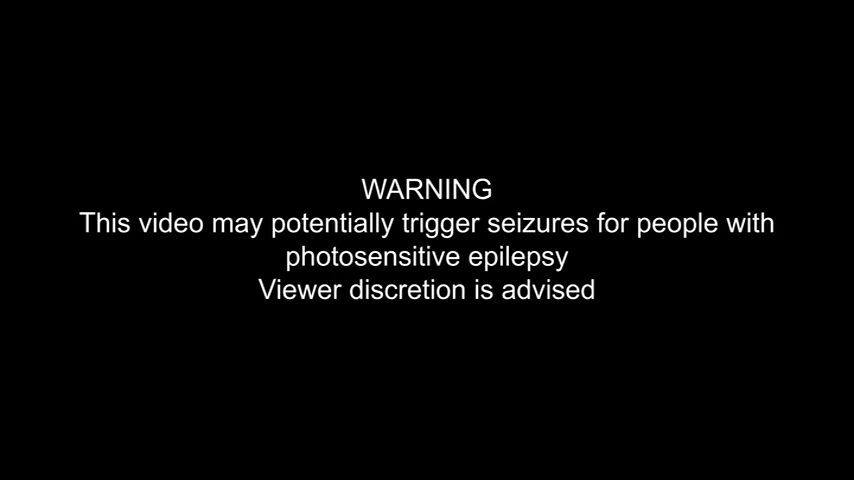 WARNING
This video may potentially trigger seizures for people with
photosensitive epilepsy
Viewer discretion is advised